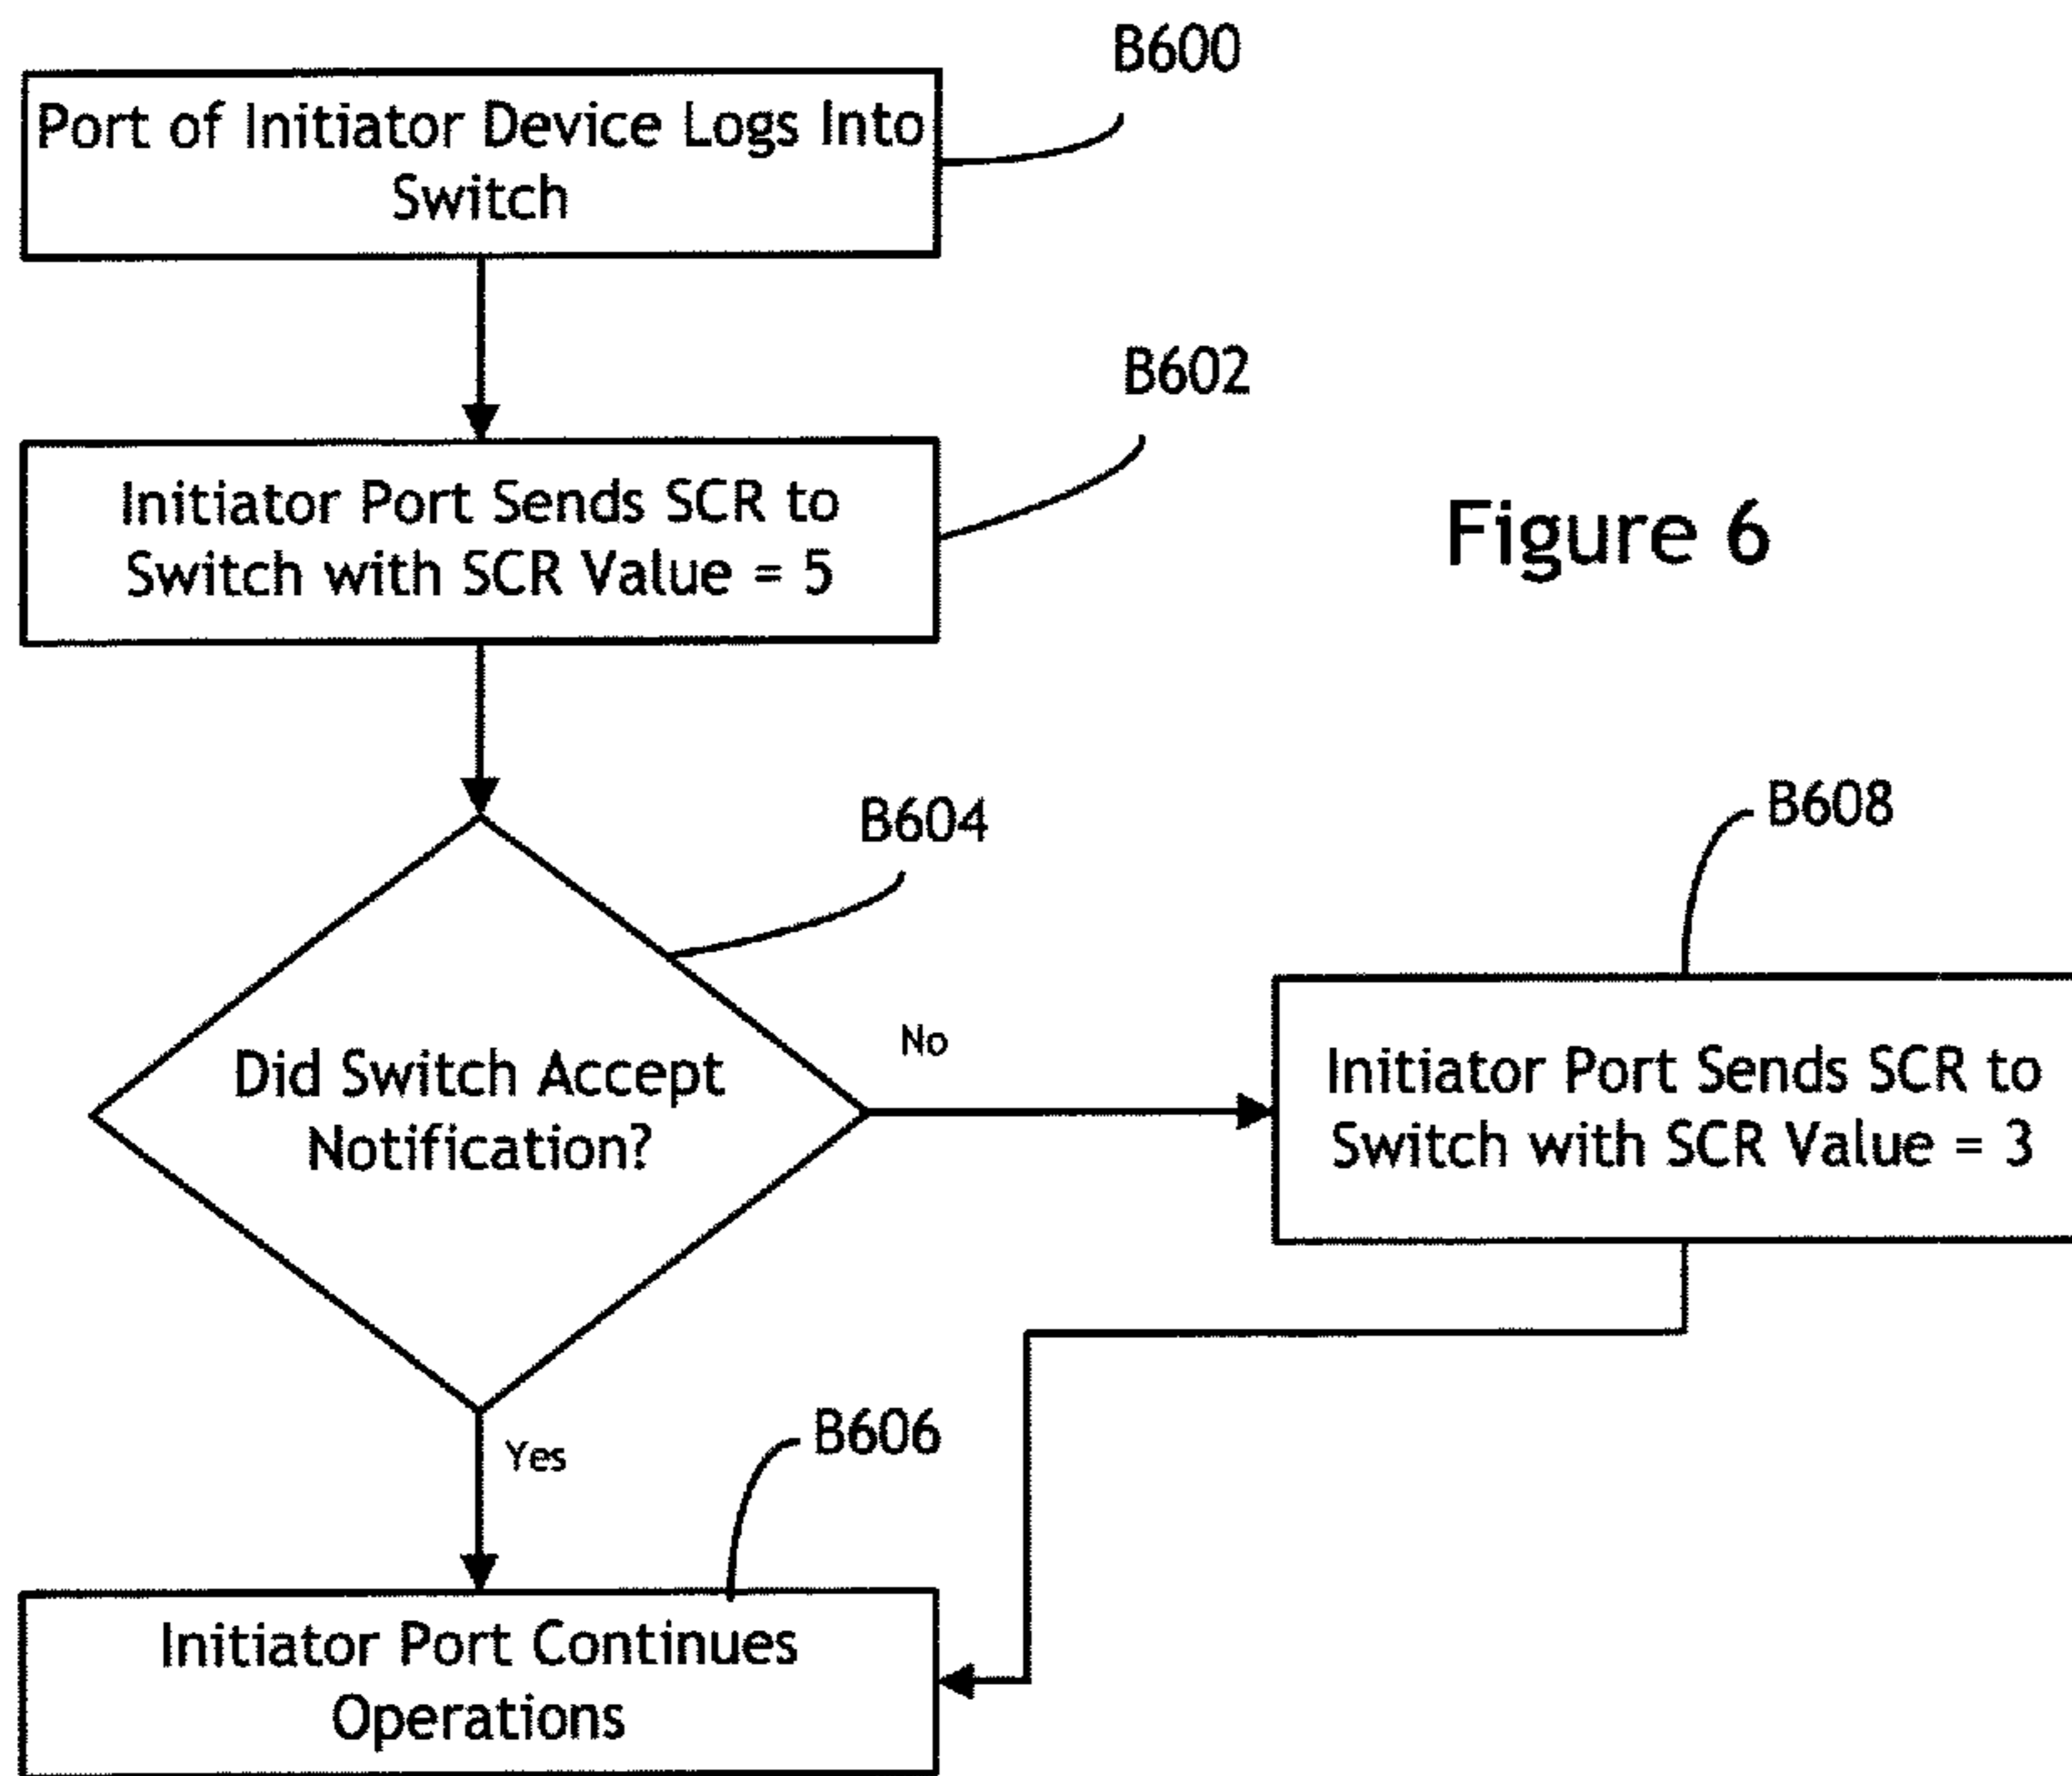 B600
Port of Initiator Device Logs Into
Switch
B602
Initiator Port Sends SCR to
Switch with SCR Value = 5
Figure 6
B604
Did Switch Accept
Notification?
No
B608
Initiator Port Sends SCR to
Switch with SCR Value = 3
Yes
B606
Initiator Port Continues
Operations